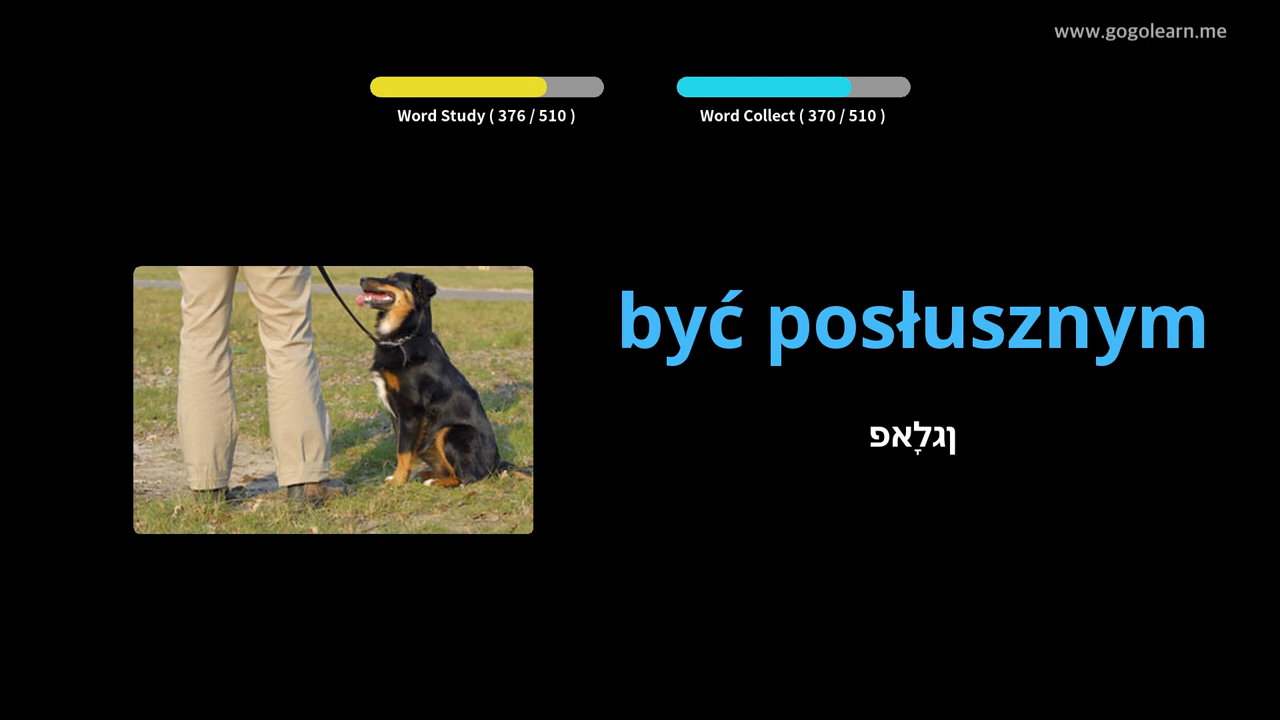 www.gogolearn.me
Word Study ( 376 / 510 )
Word Collect ( 370 / 510 )
być posłusznym
פאָלגן